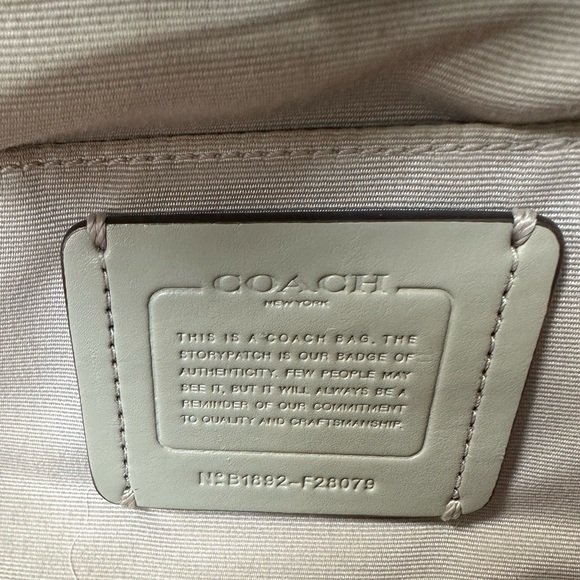 COACH
NEW YORK
THIS IS A COACH BAG. THE
STORYPATCH IS OUR BADGE OF
AUTHENTICITY. FEW PEOPLE MAY
SEE IT, BUT IT WILL ALWAYS BE A
REMINDER OF OUR COMMITMENT
TO QUALITY AND CRAFTSMANSHIP.
Nº B1892-F28079